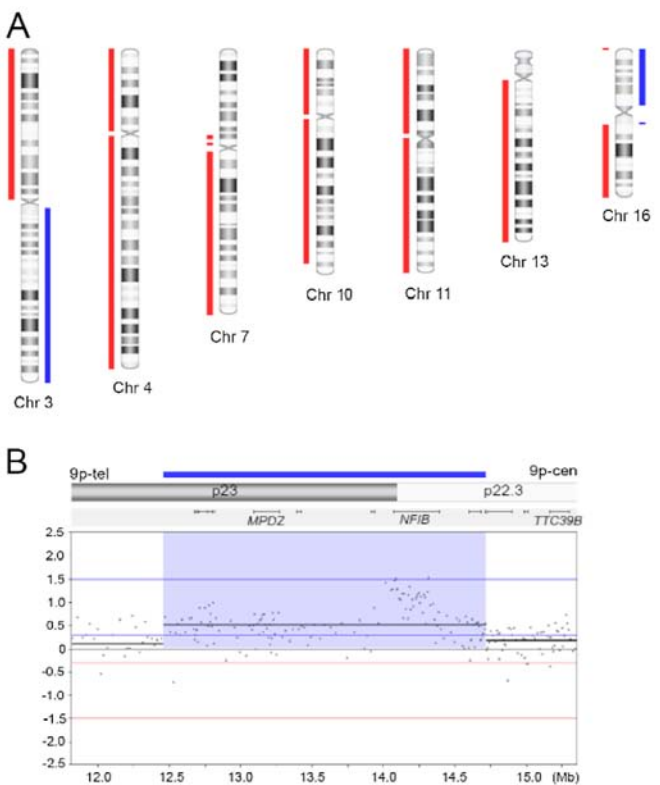 A
Chr 3
Chr 4
Chr 7
Chr 10
Chr 11
Chr 13
Chr 16
B
9p-tel
9p-cen
p23
p22.3
MPDZ
NFIB
TTC39B
2.5
2.0
1.5
1.0
0.5
0
-0.5
-1.0
-1.5
-2.0
-2.5
12.0 12.5 13.0 13.5 14.0 14.5 15.0 (Mb)